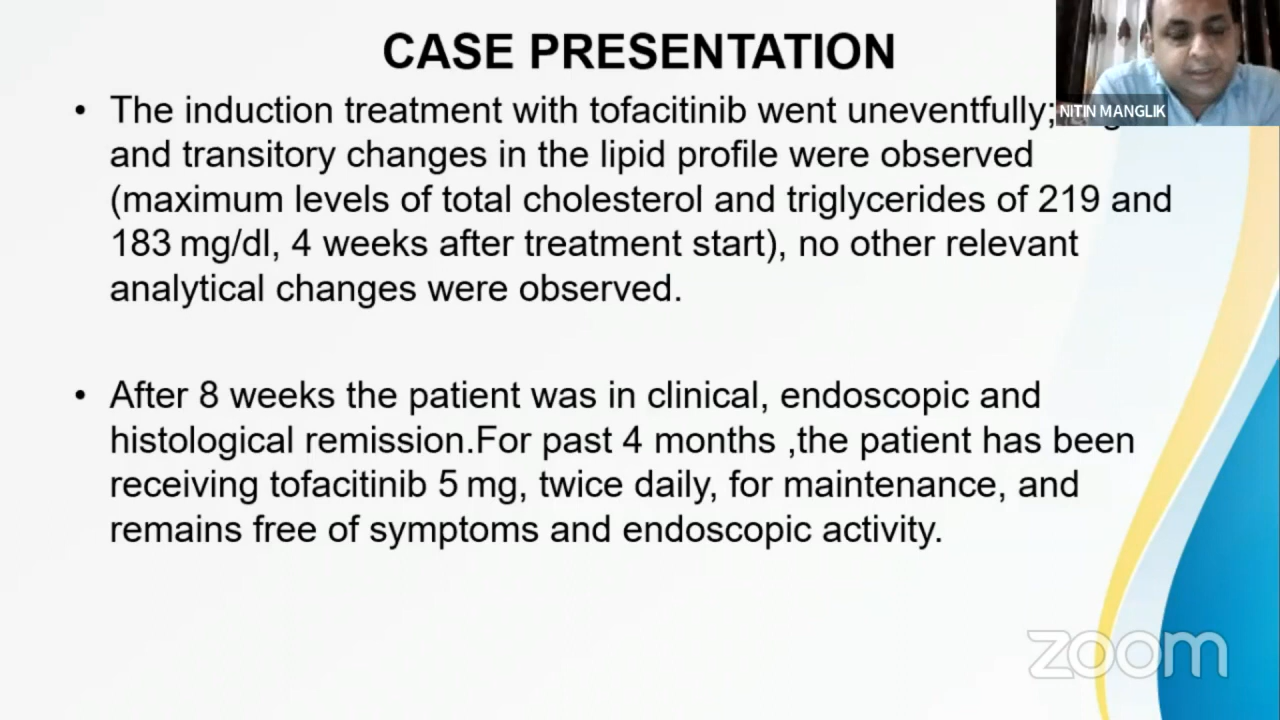 CASE PRESENTATION
• The induction treatment with tofacitinib went uneventfully;
and transitory changes in the lipid profile were observed
(maximum levels of total cholesterol and triglycerides of 219 and
183 mg/dl, 4 weeks after treatment start), no other relevant
analytical changes were observed.
• After 8 weeks the patient was in clinical, endoscopic and
histological remission.For past 4 months ,the patient has been
receiving tofacitinib 5 mg, twice daily, for maintenance, and
remains free of symptoms and endoscopic activity.
NITIN MANGLIK
zoom